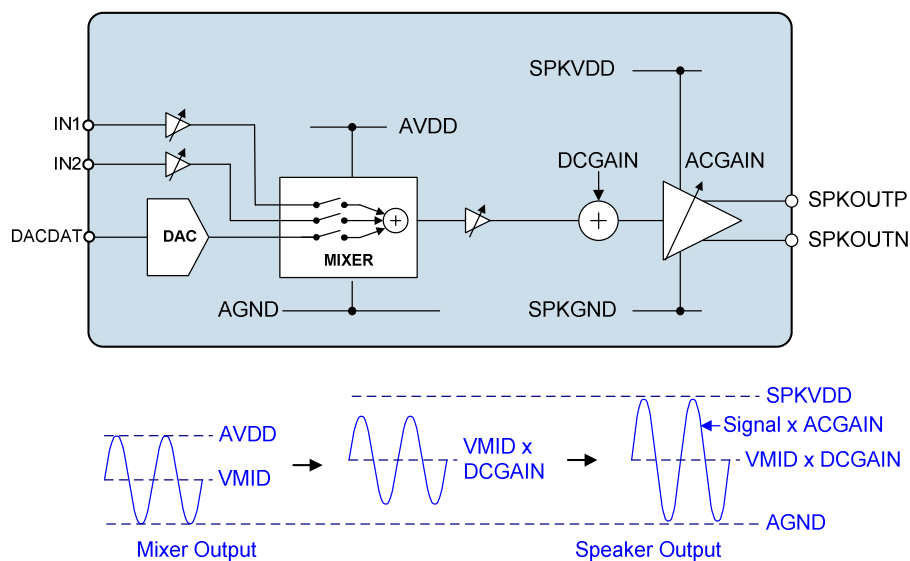 SPKVDD
IN1
AVDD
IN2
DCGAIN
ACGAIN
SPKOUTP
DACDAT
DAC
SPKOUTN
MIXER
AGND
SPKGND
SPKVDD
AVDD
Signal x ACGAIN
VMID
VMID x
DCGAIN
VMID x DCGAIN
AGND
Mixer Output
Speaker Output